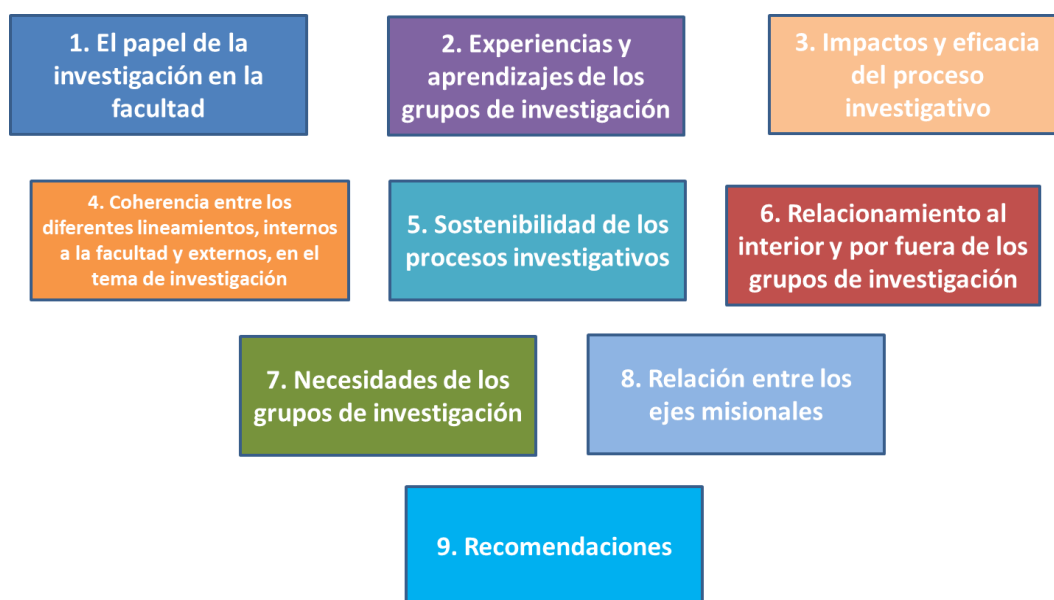 1. El papel de la
investigación en la
facultad
2. Experiencias y
aprendizajes de los
grupos de investigación
3. Impactos y eficacia
del proceso
investigativo
4. Coherencia entre los
diferentes lineamientos, internos
a la facultad y externos, en el
tema de investigación
5. Sostenibilidad de los
procesos investigativos
6. Relacionamiento al
interior y por fuera de los
grupos de investigación
7. Necesidades de los
grupos de investigación
8. Relación entre los
ejes misionales
9. Recomendaciones